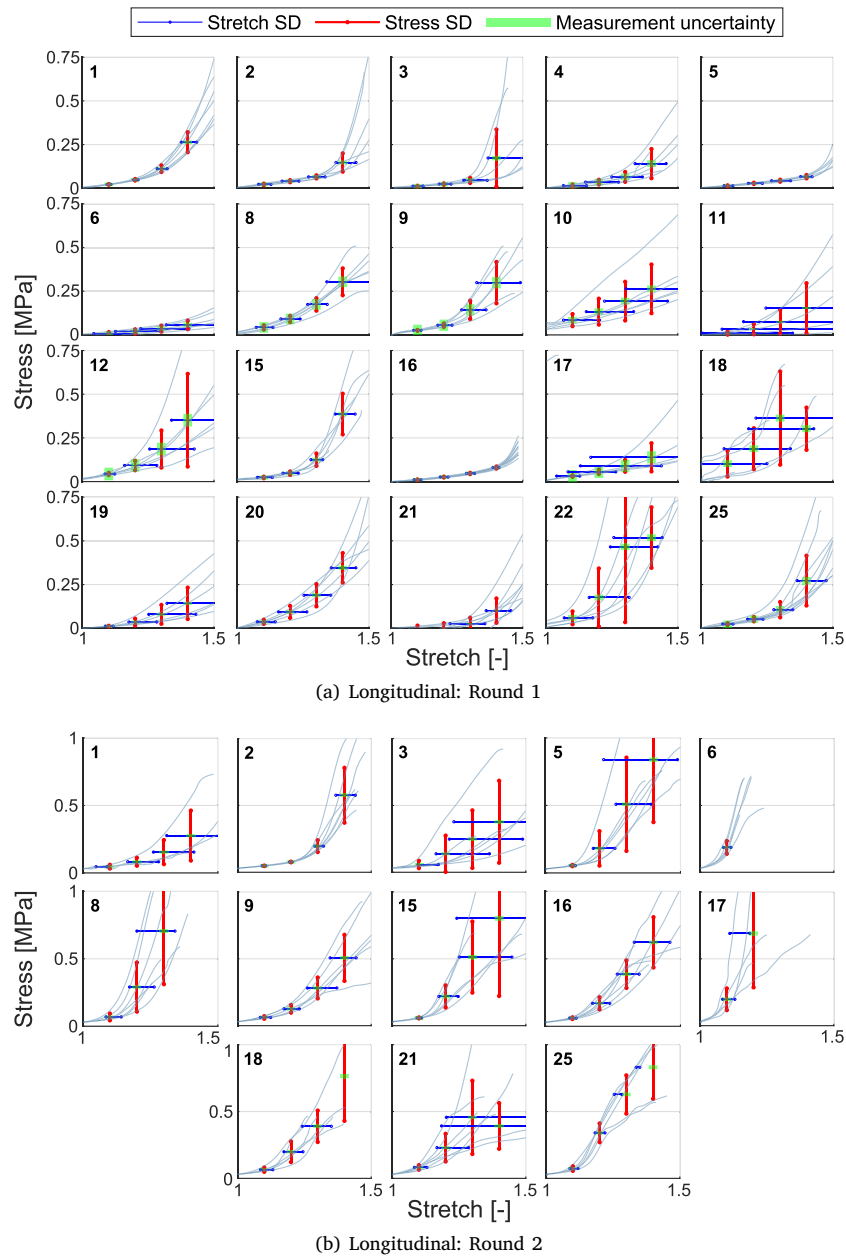 Stretch SD Stress SD Measurement uncertainty
0.75 1 2 3 4 5
0.5
0.25
0
0.75 6 8 9 10 11
0.5
0.25
0
Stress [MPa]
0.75 12 15 16 17 18
0.5
0.25
0
0.75 19 20 21 22 25
0.5
0.25
0
1 1.5 1 1.5 1 1.5 1 1.5 1 1.5
Stretch [-]
(a) Longitudinal: Round 1
1 1 2 3 5 6
0.5
0
1 8 9 15 16 17
Stress [MPa]
0.5
0
1 1.5 1 1.5
1 18 21 25
0.5
0
1 1.5 1 1.5 1 1.5
Stretch [-]
(b) Longitudinal: Round 2